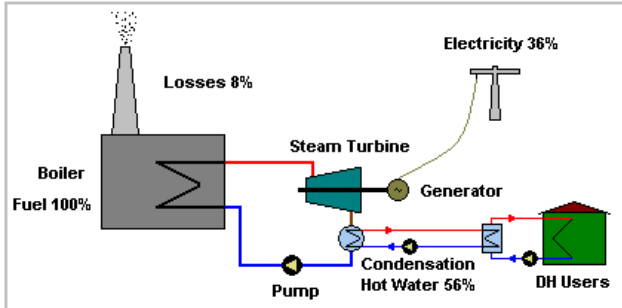 Electricity 36%
Losses 8%
Steam Turbine
Boiler
Fuel 100%
Generator
Condensation
Hot Water 56%
Pump
DH Users